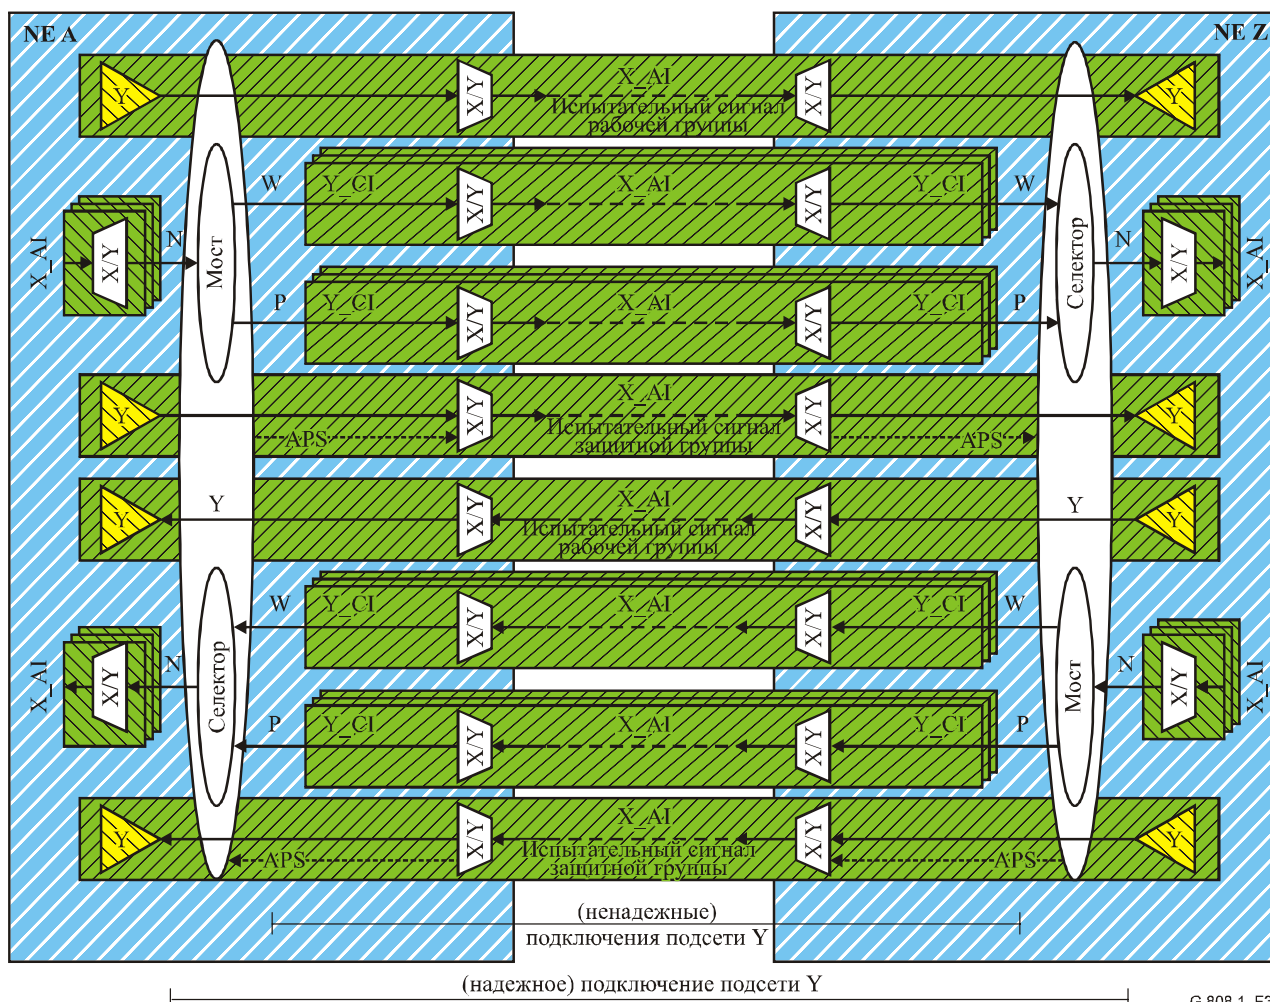 NE A
NE Z
Y
X/Y
X_AI
X/Y
Y
Испытательный сигнал
рабочей группы
W
Y_CI
X/Y
X_AI
X/Y
Y_CI
W
X_AI
X/Y
N
Мост
Селектор
N
X/Y
X_AI
P
Y_CI
X/Y
X_AI
X/Y
Y_CI
P
Y
X/Y
X_AI
X/Y
Y
Испытательный сигнал
защитной группы
APS
APS
Y
Y
X/Y
X_AI
X/Y
Y
Y
Испытательный сигнал
рабочей группы
W
Y_CI
X/Y
X_AI
X/Y
Y_CI
W
X_AI
X/Y
N
Селектор
Мост
N
X/Y
X_AI
P
Y_CI
X/Y
X_AI
X/Y
Y_CI
P
Y
X/Y
X_AI
X/Y
Y
Испытательный сигнал
защитной группы
APS
APS
(ненадежные)
подключения подсети Y
(надежное) подключение подсети Y